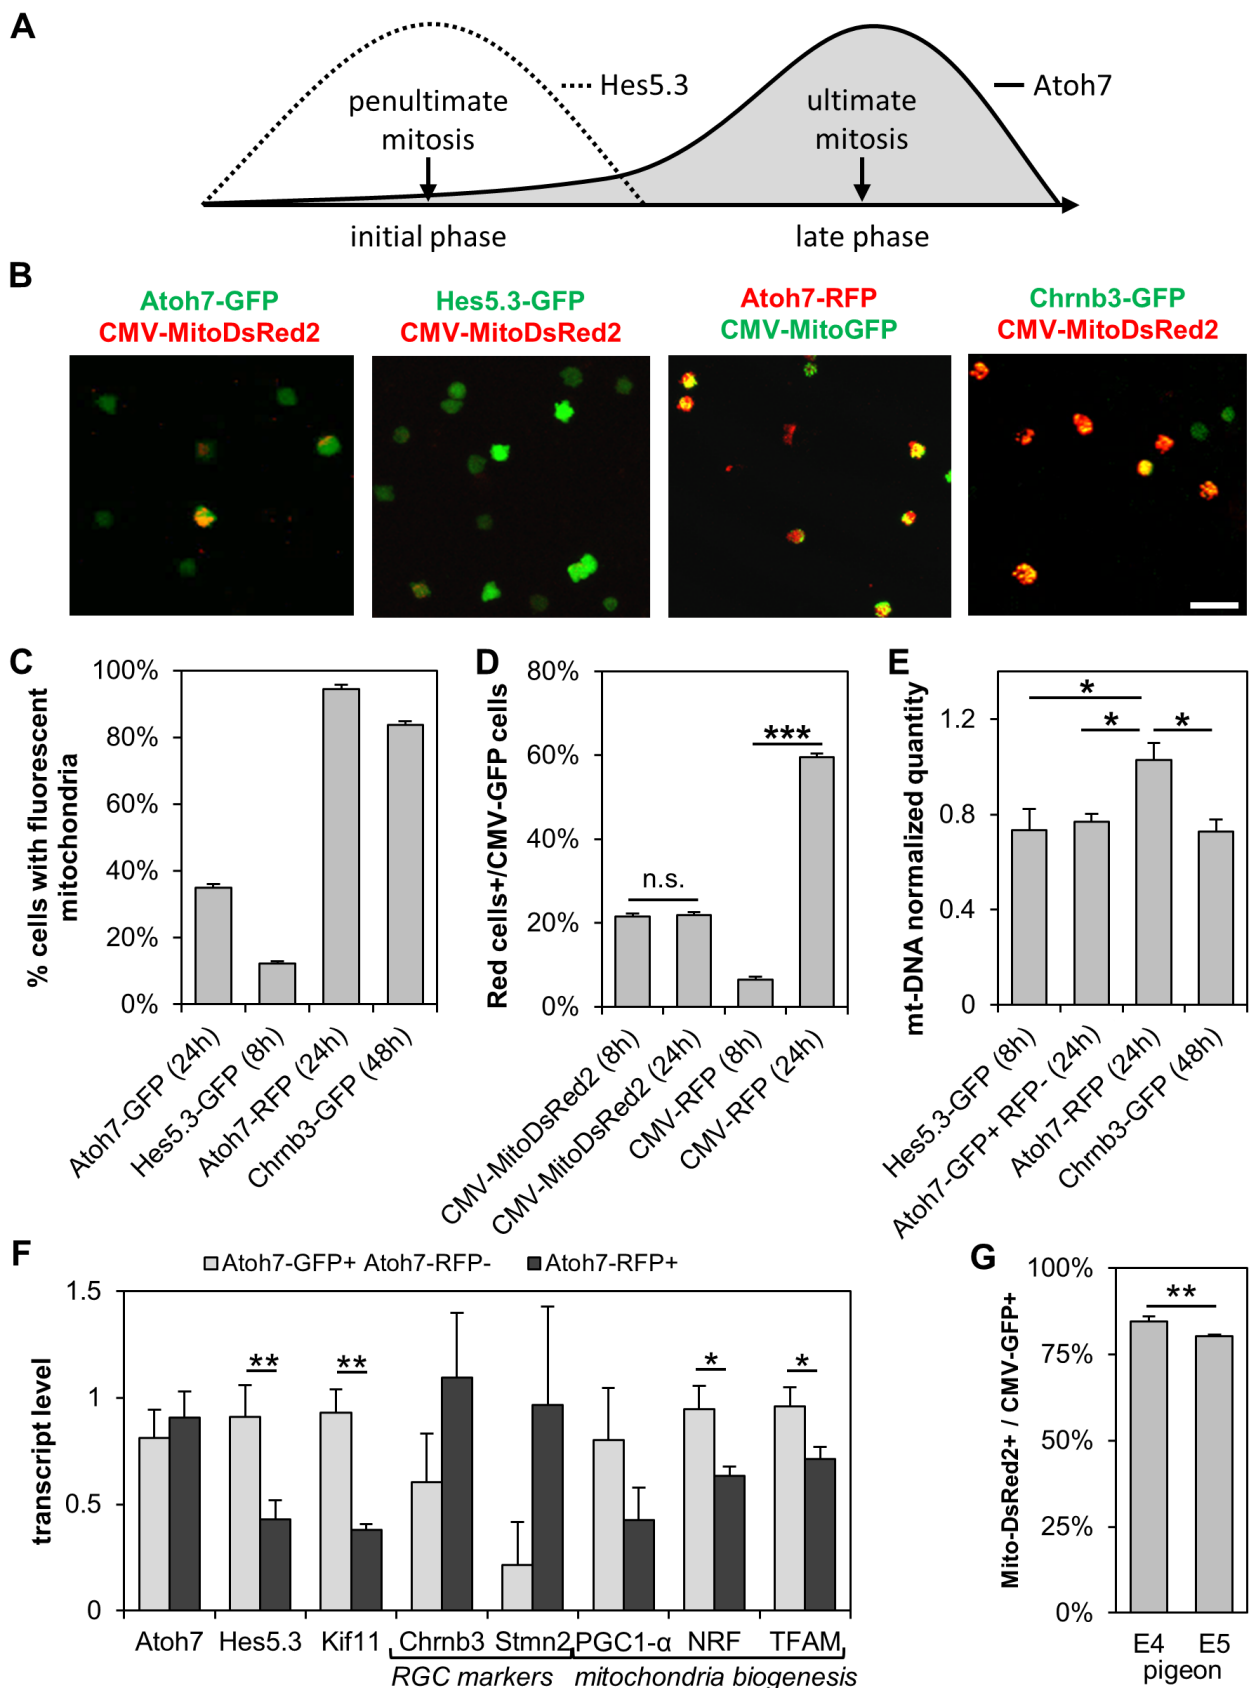 A
penultimate
mitosis
Hes5.3
ultimate
mitosis
Atoh7
initial phase
late phase
B
Atoh7-GFP
CMV-MitoDsRed2
Hes5.3-GFP
CMV-MitoDsRed2
Atoh7-RFP
CMV-MitoGFP
Chrnb3-GFP
CMV-MitoDsRed2
C
% cells with fluorescent
mitochondria
100%
80%
60%
40%
20%
0%
Atoh7-GFP (24h)
Hes5.3-GFP (8h)
Atoh7-RFP (24h)
Chrnb3-GFP (48h)
D
Red cells+/CMV-GFP cells
80%
60%
40%
20%
0%
n.s.
***
CMV-MitoDsRed2 (8h)
CMV-MitoDsRed2 (24h)
CMV-RFP (8h)
CMV-RFP (24h)
E
mt-DNA normalized quantity
1.2
0.8
0.4
0
*
*
*
Hes5.3-GFP (8h)
Atoh7-GFP+ RFP- (24h)
Atoh7-RFP (24h)
Chrnb3-GFP (48h)
F
Atoh7-GFP+ Atoh7-RFP-
Atoh7-RFP+
transcript level
1.5
1
0.5
0
**
**
*
*
Atoh7 Hes5.3 Kif11 Chrnb3 Stmn2 PGC1-α NRF TFAM
RGC markers mitochondria biogenesis
G
Mito-DsRed2+ / CMV-GFP+
100%
75%
50%
25%
0%
**
E4 E5
pigeon